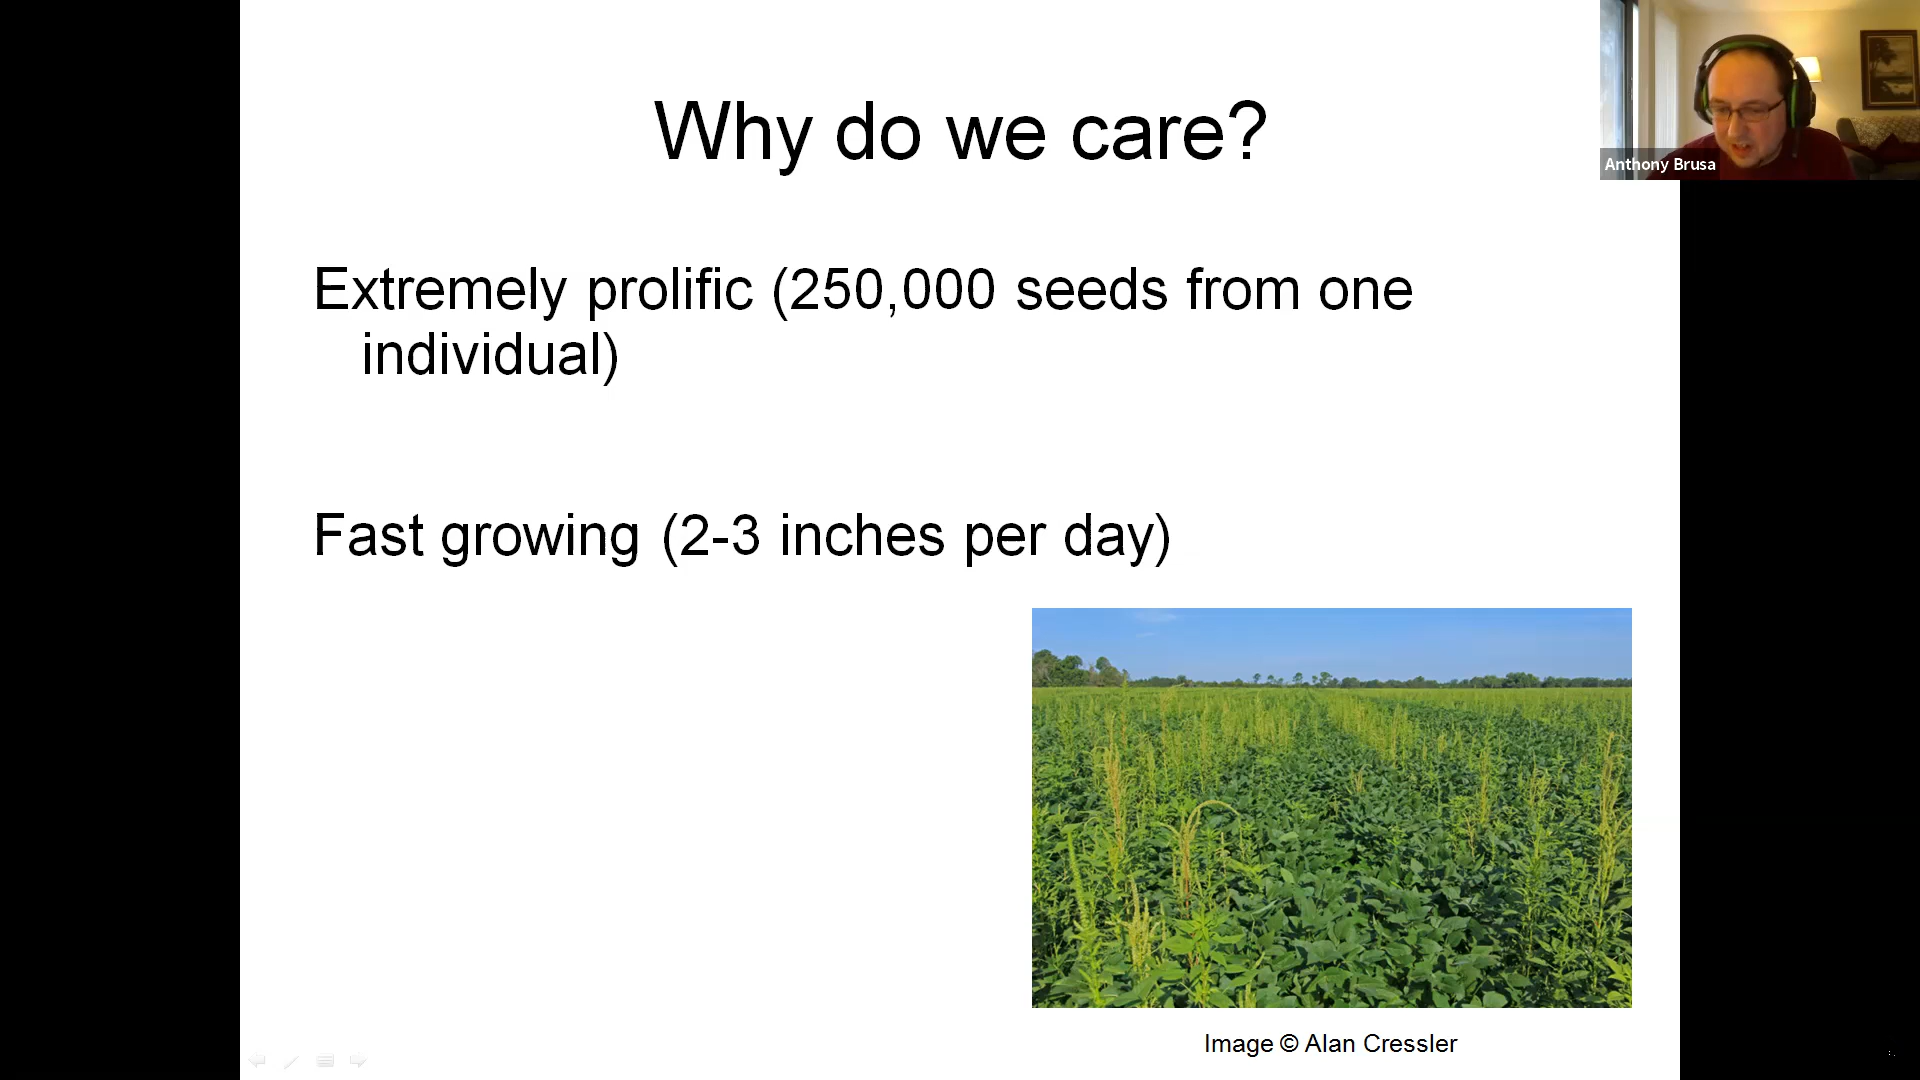 Why do we care?
Anthony Brusa
Extremely prolific (250,000 seeds from one
individual)
Fast growing (2-3 inches per day)
Image © Alan Cressler